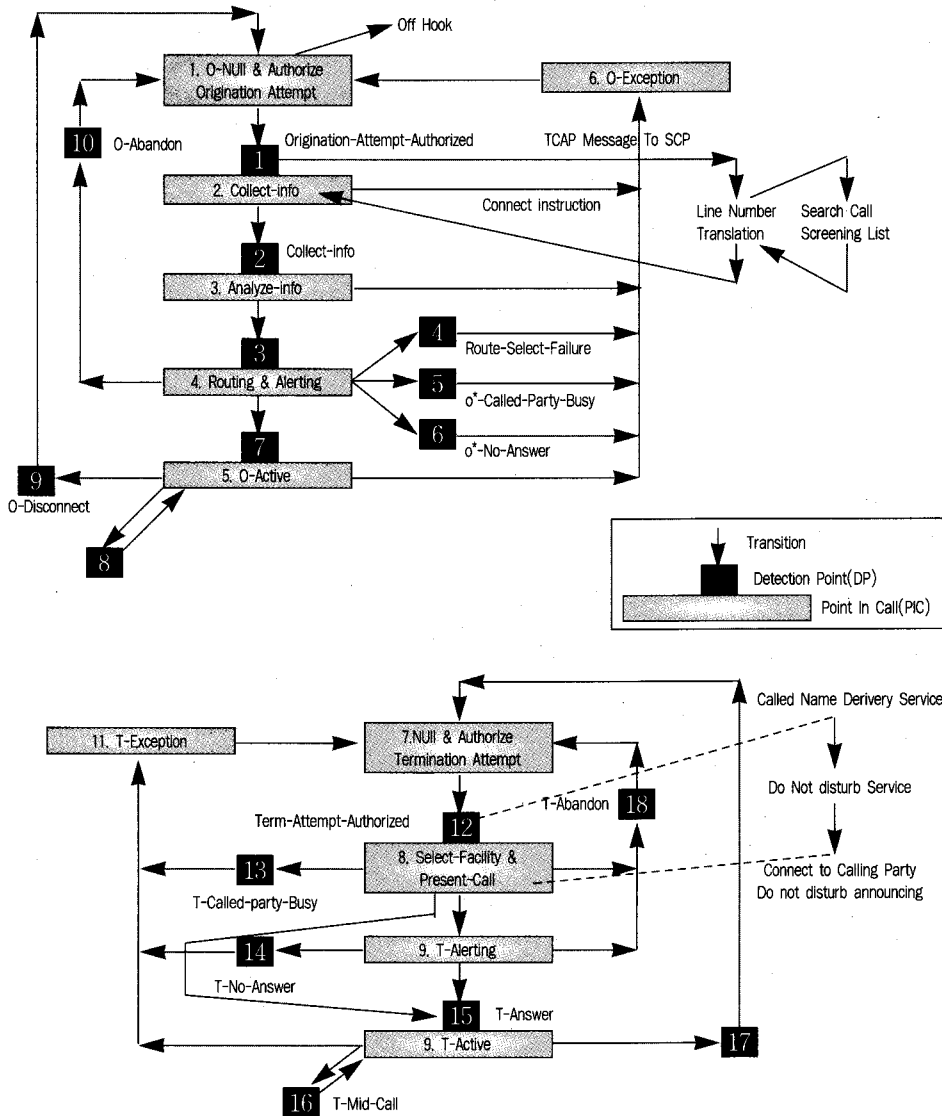 Off Hook
1. O-NUll & Authorize
Origination Attempt
6. O-Exception
10
O-Abandon
Origination-Attempt-Authorized
TCAP Message To SCP
1
2. Collect-info
Connect instruction
Line Number
Translation
Search Call
Screening List
2
Collect-info
3. Analyze-info
3
4
Route-Select-Failure
4. Routing & Alerting
5
o*-Called-Party-Busy
6
o*-No-Answer
7
5. O-Active
9
O-Disconnect
8
Transition
Detection Point(DP)
Point In Call(PIC)
Called Name Derivery Service
11. T-Exception
7.NUll & Authorize
Termination Attempt
Do Not disturb Service
T-Abandon
18
Term-Attempt-Authorized
12
8. Select-Facility &
Present-Call
13
T-Called-party-Busy
Connect to Calling Party
Do not disturb announcing
14
9. T-Alerting
T-No-Answer
15
T-Answer
9. T-Active
17
16
T-Mid-Call